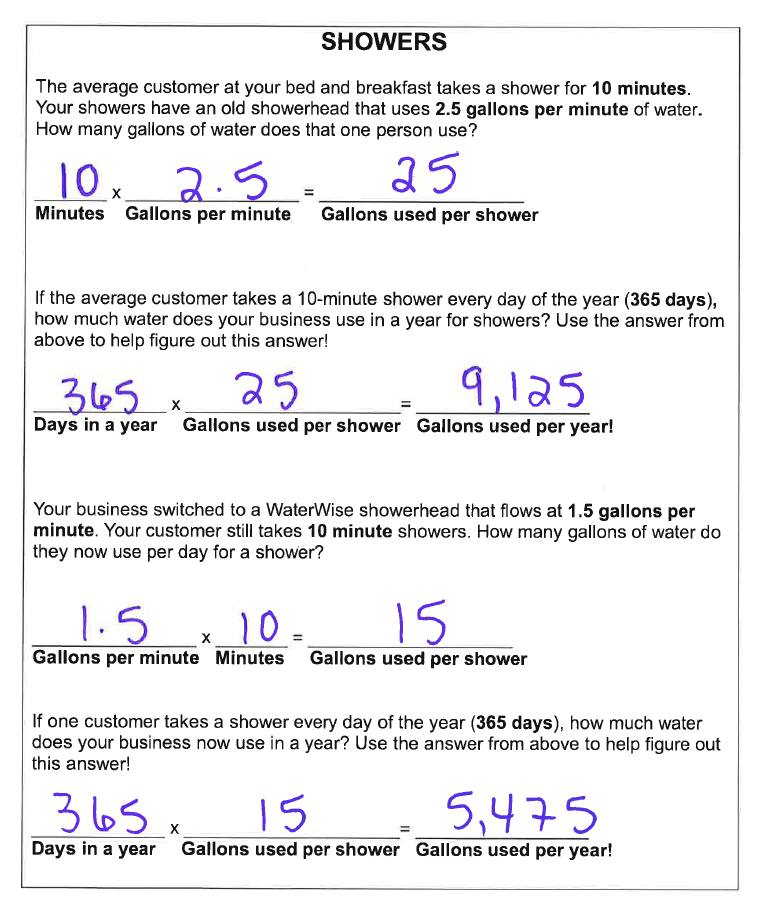 SHOWERS
The average customer at your bed and breakfast takes a shower for 10 minutes.
Your showers have an old showerhead that uses 2.5 gallons per minute of water.
How many gallons of water does that one person use?
10 x 2.5 = 25
Minutes Gallons per minute Gallons used per shower
If the average customer takes a 10-minute shower every day of the year (365 days),
how much water does your business use in a year for showers? Use the answer from
above to help figure out this answer!
365 x 25 = 9,125
Days in a year Gallons used per shower Gallons used per year!
Your business switched to a WaterWise showerhead that flows at 1.5 gallons per
minute. Your customer still takes 10 minute showers. How many gallons of water do
they now use per day for a shower?
1.5 x 10 = 15
Gallons per minute Minutes Gallons used per shower
If one customer takes a shower every day of the year (365 days), how much water
does your business now use in a year? Use the answer from above to help figure out
this answer!
365 x 15 = 5,475
Days in a year Gallons used per shower Gallons used per year!